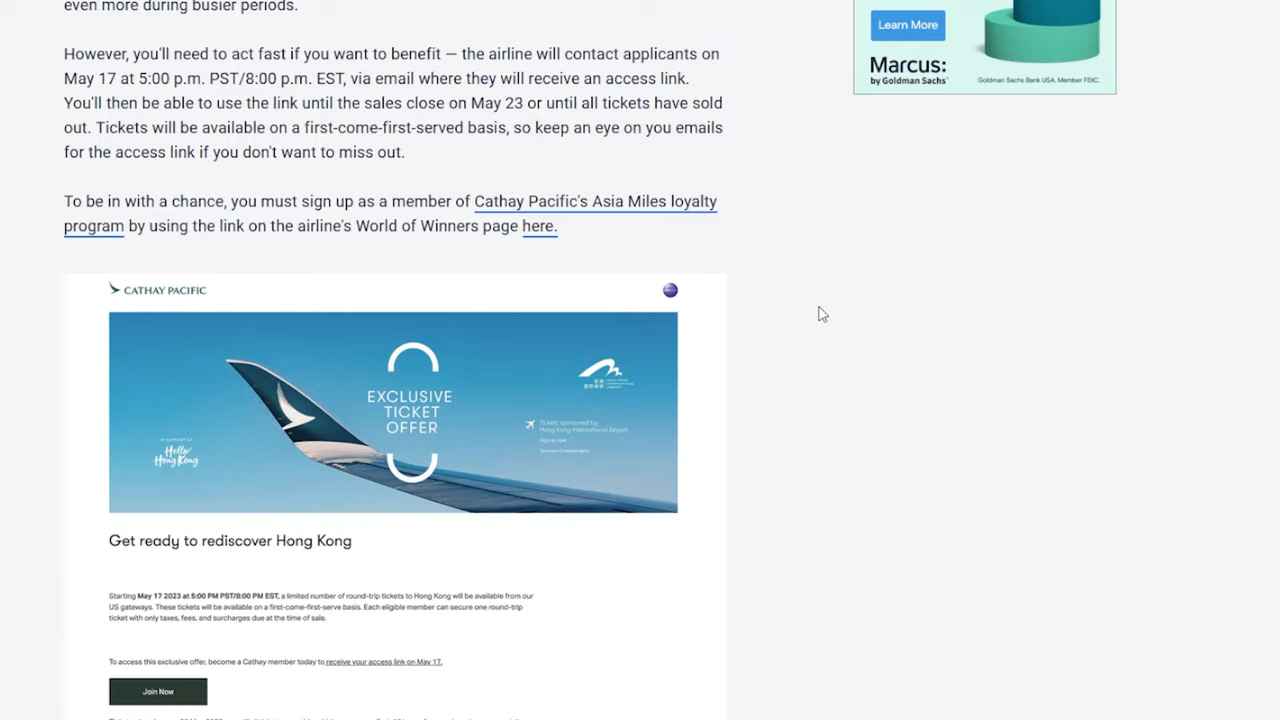 even more during busier periods.
However, you'll need to act fast if you want to benefit — the airline will contact applicants on
May 17 at 5:00 p.m. PST/8:00 p.m. EST, via email where they will receive an access link.
You'll then be able to use the link until the sales close on May 23 or until all tickets have sold
out. Tickets will be available on a first-come-first-served basis, so keep an eye on you emails
for the access link if you don't want to miss out.
To be in with a chance, you must sign up as a member of Cathay Pacific's Asia Miles loyalty
program by using the link on the airline's World of Winners page here.
Learn More
Marcus:
by Goldman Sachs
Goldman Sachs Bank USA. Member FDIC.
CATHAY PACIFIC
EXCLUSIVE
TICKET
OFFER
IN SUPPORT OF
Hello
Hong Kong
Tickets sponsored by
Hong Kong International Airport.
Sign up now
Get ready to rediscover Hong Kong
Starting May 17 2023 at 5:00 PM PST/8:00 PM EST, a limited number of round-trip tickets to Hong Kong will be available from our
US gateways. These tickets will be available on a first-come-first-serve basis. Each eligible member can secure one round-trip
ticket with only taxes, fees, and surcharges due at the time of sale.
To access this exclusive offer, become a Cathay member today to receive your access link on May 17.
Join Now